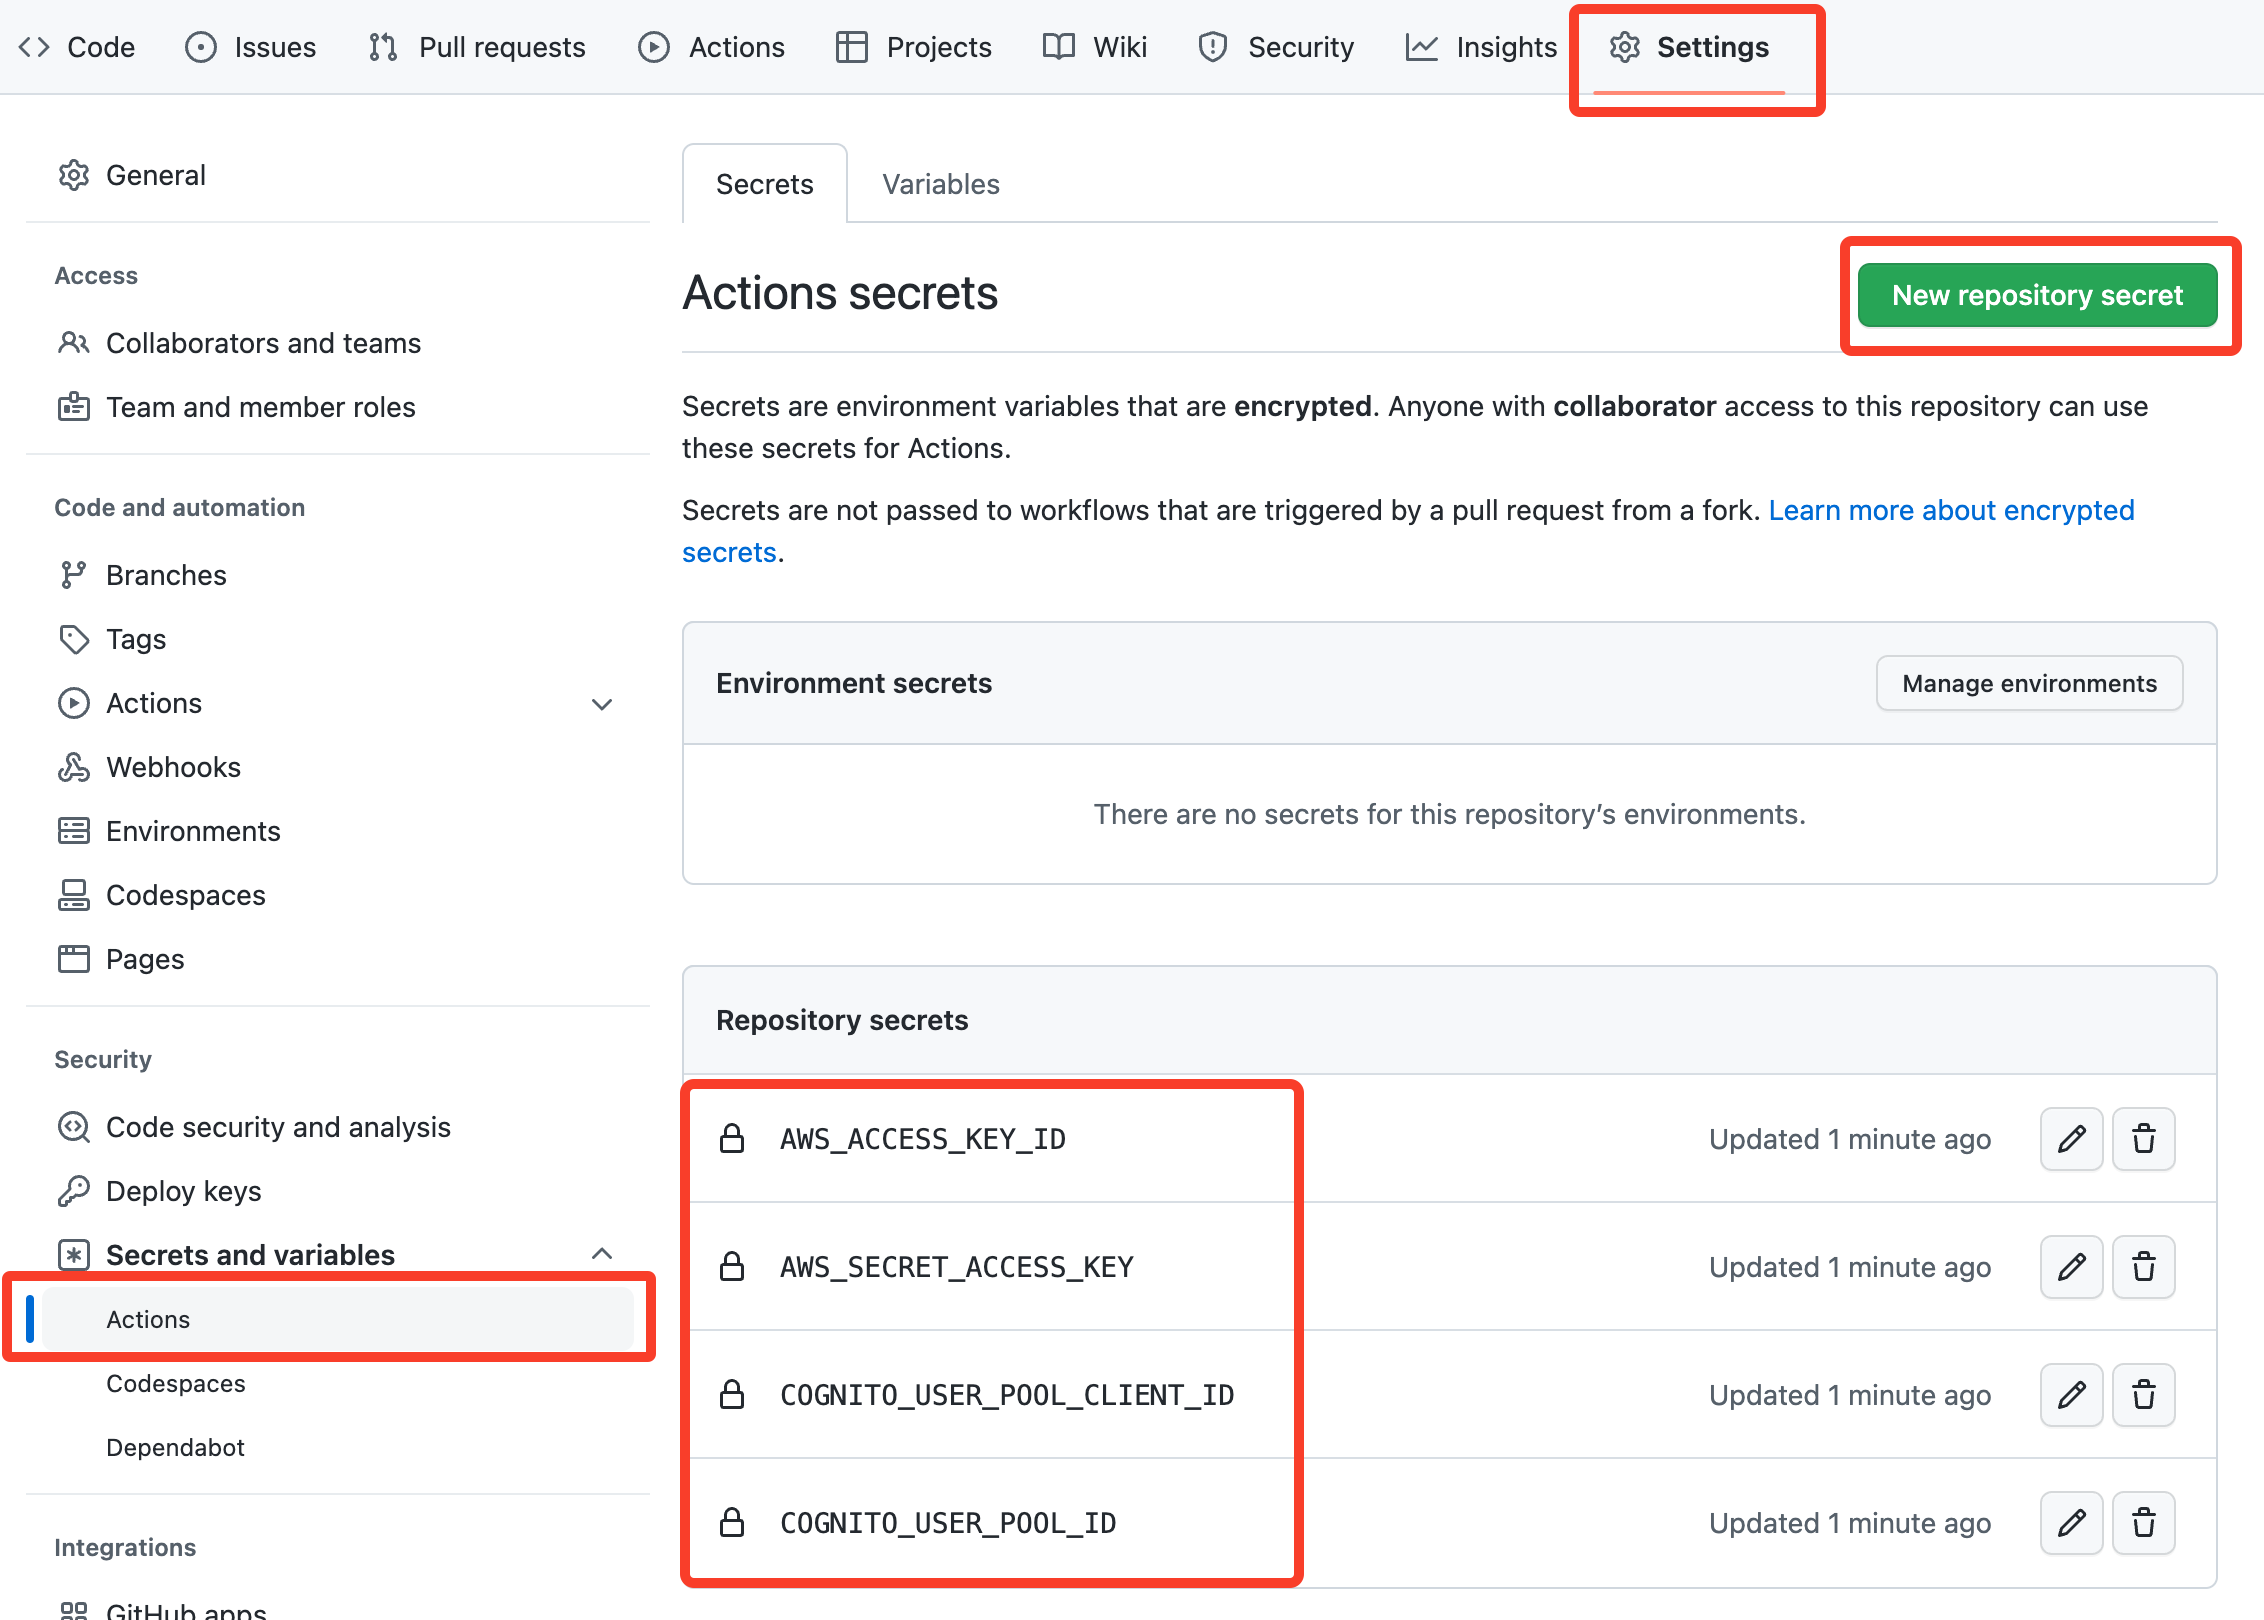 Code Issues Pull requests Actions Projects Wiki Security Insights Settings
General
Access
Collaborators and teams
Team and member roles
Code and automation
Branches
Tags
Actions
Webhooks
Environments
Codespaces
Pages
Security
Code security and analysis
Deploy keys
Secrets and variables
Actions
Codespaces
Dependabot
Integrations
GitHub apps
Secrets Variables
Actions secrets
New repository secret
Secrets are environment variables that are encrypted. Anyone with collaborator access to this repository can use
these secrets for Actions.
Secrets are not passed to workflows that are triggered by a pull request from a fork. Learn more about encrypted
secrets.
Environment secrets
Manage environments
There are no secrets for this repository’s environments.
Repository secrets
AWS_ACCESS_KEY_ID Updated 1 minute ago
AWS_SECRET_ACCESS_KEY Updated 1 minute ago
COGNITO_USER_POOL_CLIENT_ID Updated 1 minute ago
COGNITO_USER_POOL_ID Updated 1 minute ago